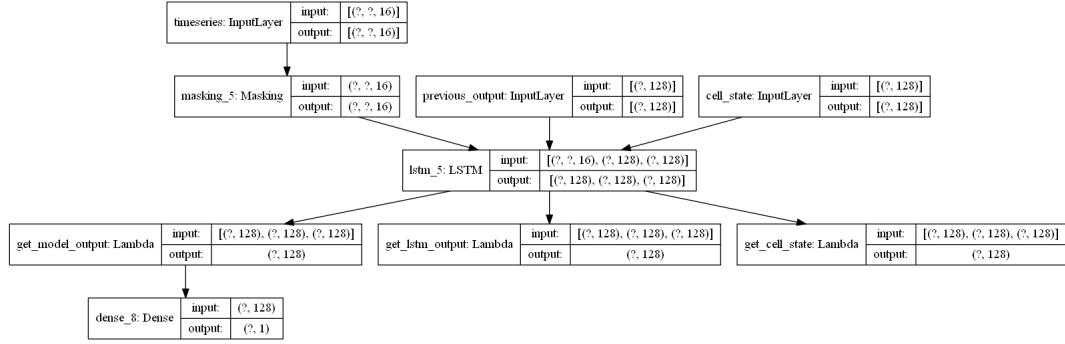 timeseries: InputLayer
input: [(?, ?, 16)]
output: [(?, ?, 16)]
masking_5: Masking
input: (?, ?, 16)
output: (?, ?, 16)
previous_output: InputLayer
input: [(?, 128)]
output: [(?, 128)]
cell_state: InputLayer
input: [(?, 128)]
output: [(?, 128)]
lstm_5: LSTM
input: [(?, ?, 16), (?, 128), (?, 128)]
output: [(?, 128), (?, 128), (?, 128)]
get_model_output: Lambda
input: [(?, 128), (?, 128), (?, 128)]
output: (?, 128)
get_lstm_output: Lambda
input: [(?, 128), (?, 128), (?, 128)]
output: (?, 128)
get_cell_state: Lambda
input: [(?, 128), (?, 128), (?, 128)]
output: (?, 128)
dense_8: Dense
input: (?, 128)
output: (?, 1)